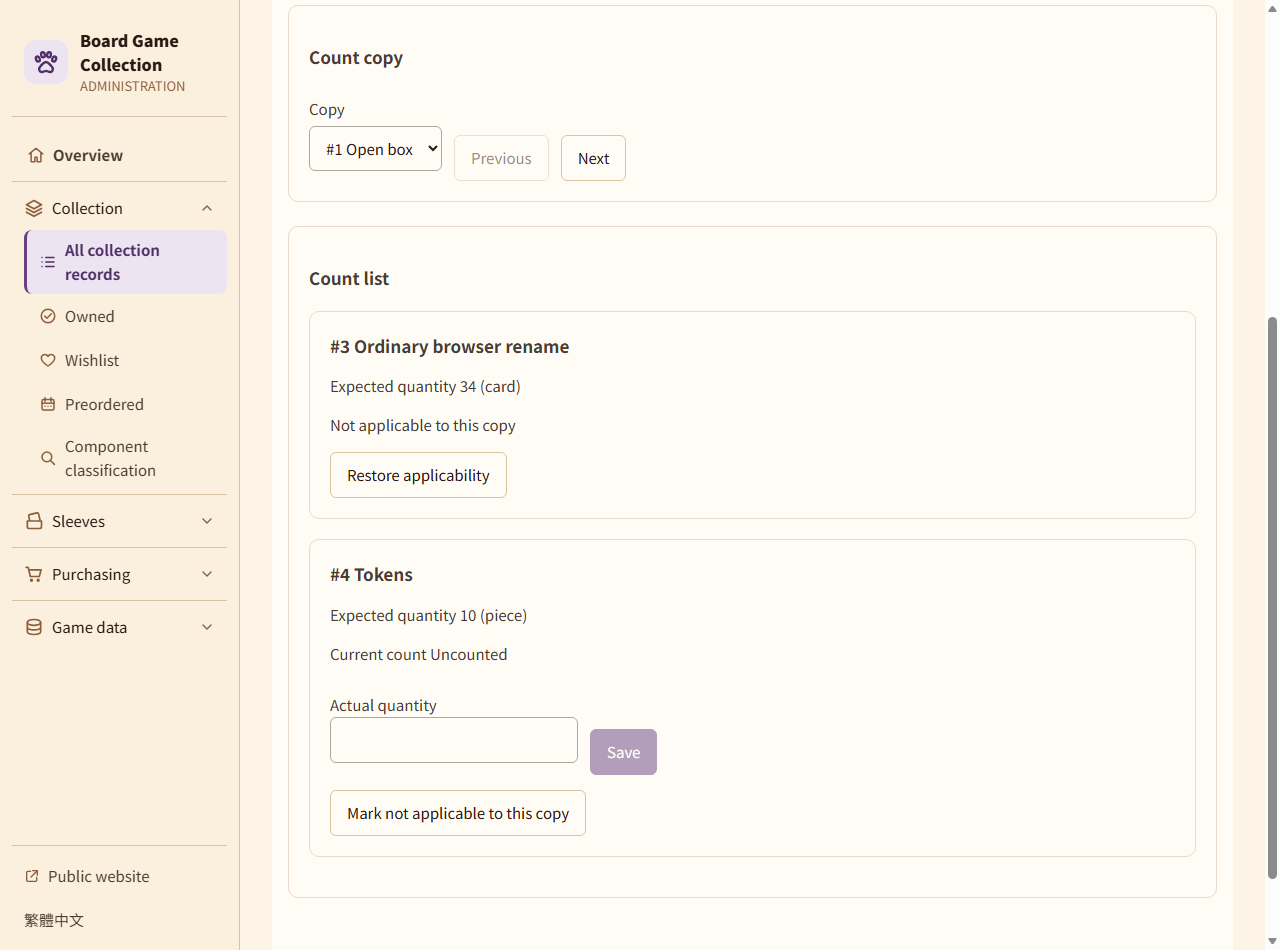 Board Game
Collection
ADMINISTRATION
Overview
Collection
All collection
records
Owned
Wishlist
Preordered
Component
classification
Sleeves
Purchasing
Game data
Public website
繁體中文
Count copy
Copy
#1 Open box
Previous
Next
Count list
#3 Ordinary browser rename
Expected quantity 34 (card)
Not applicable to this copy
Restore applicability
#4 Tokens
Expected quantity 10 (piece)
Current count Uncounted
Actual quantity
Save
Mark not applicable to this copy